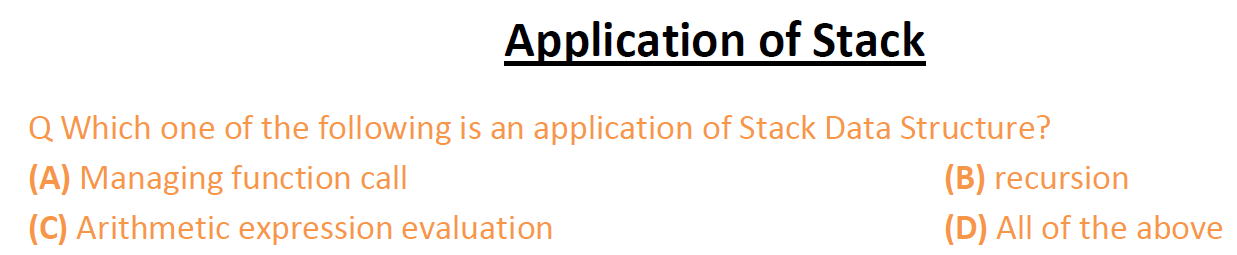 Application of Stack
Q Which one of the following is an application of Stack Data Structure?
(A) Managing function call (B) recursion
(C) Arithmetic expression evaluation (D) All of the above